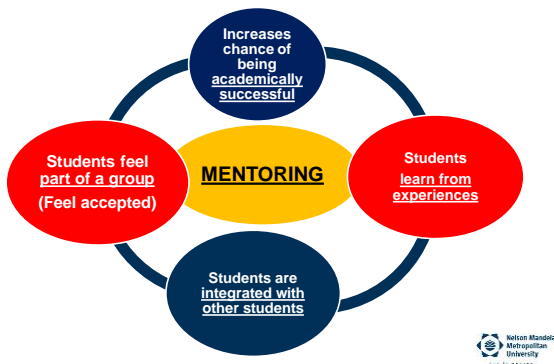 Increases
chance of
being
academically
successful
Students feel
part of a group
(Feel accepted)
MENTORING
Students
learn from
experiences
Students are
integrated with
other students
Nelson Mandela
Metropolitan
University